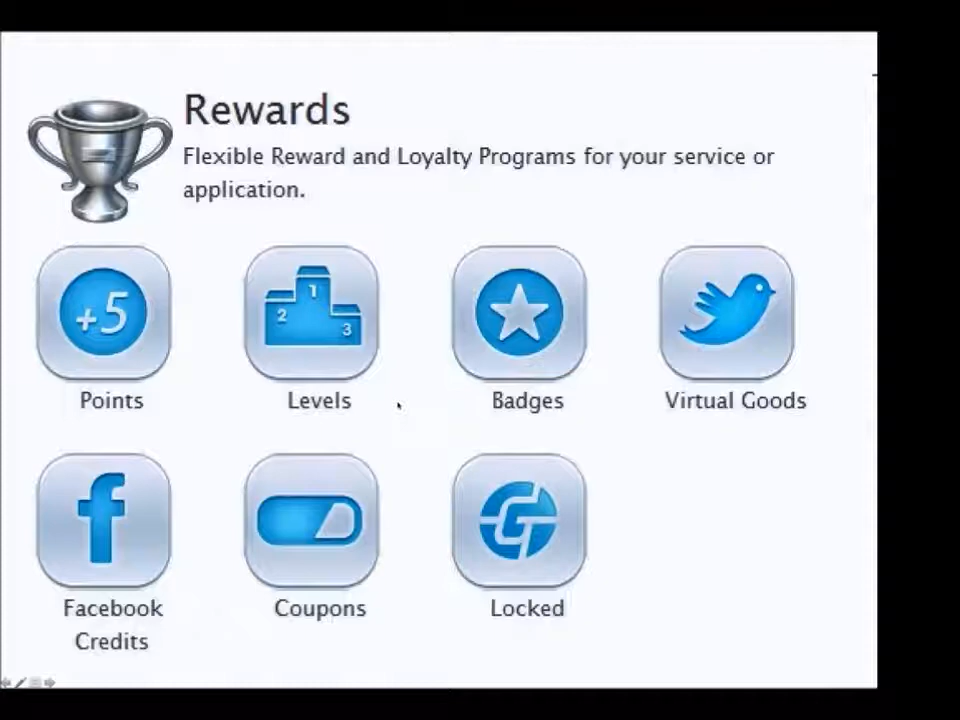 Rewards
Flexible Reward and Loyalty Programs for your service or
application.
+5
1
2
3
Points
Levels
Badges
Virtual Goods
f
G
Facebook
Credits
Coupons
Locked